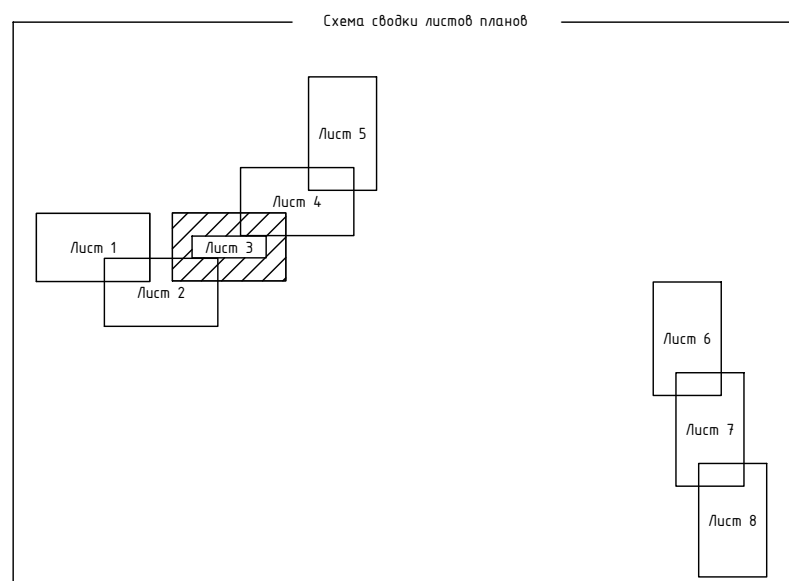 Схема сводки листов планов
Лист 5
Лист 4
Лист 1
Лист 3
Лист 2
Лист 6
Лист 7
Лист 8